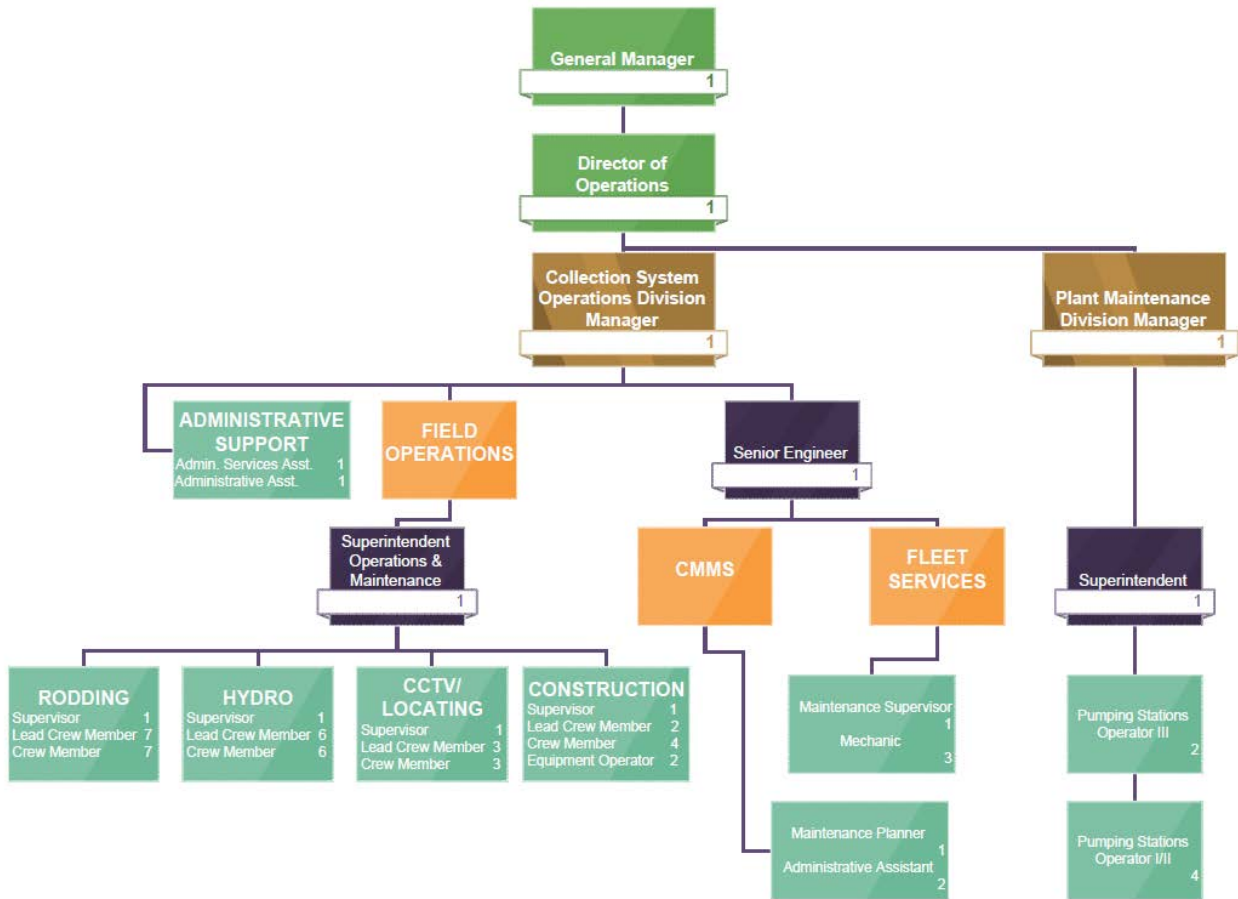 General Manager
1
Director of
Operations
1
Collection System
Operations Division
Manager
1
Plant Maintenance
Division Manager
1
ADMINISTRATIVE
SUPPORT
Admin. Services Asst. 1
Administrative Asst. 1
FIELD
OPERATIONS
Senior Engineer
1
Superintendent
Operations &
Maintenance
1
CMMS
FLEET
SERVICES
Superintendent
1
RODDING
Supervisor 1
Lead Crew Member 7
Crew Member 7
HYDRO
Supervisor 1
Lead Crew Member 6
Crew Member 6
CCTV/
LOCATING
Supervisor 1
Lead Crew Member 3
Crew Member 3
CONSTRUCTION
Supervisor 1
Lead Crew Member 2
Crew Member 4
Equipment Operator 2
Maintenance Supervisor
1
Mechanic
3
Pumping Stations
Operator III
2
Maintenance Planner
1
Administrative Assistant
2
Pumping Stations
Operator I/II
4